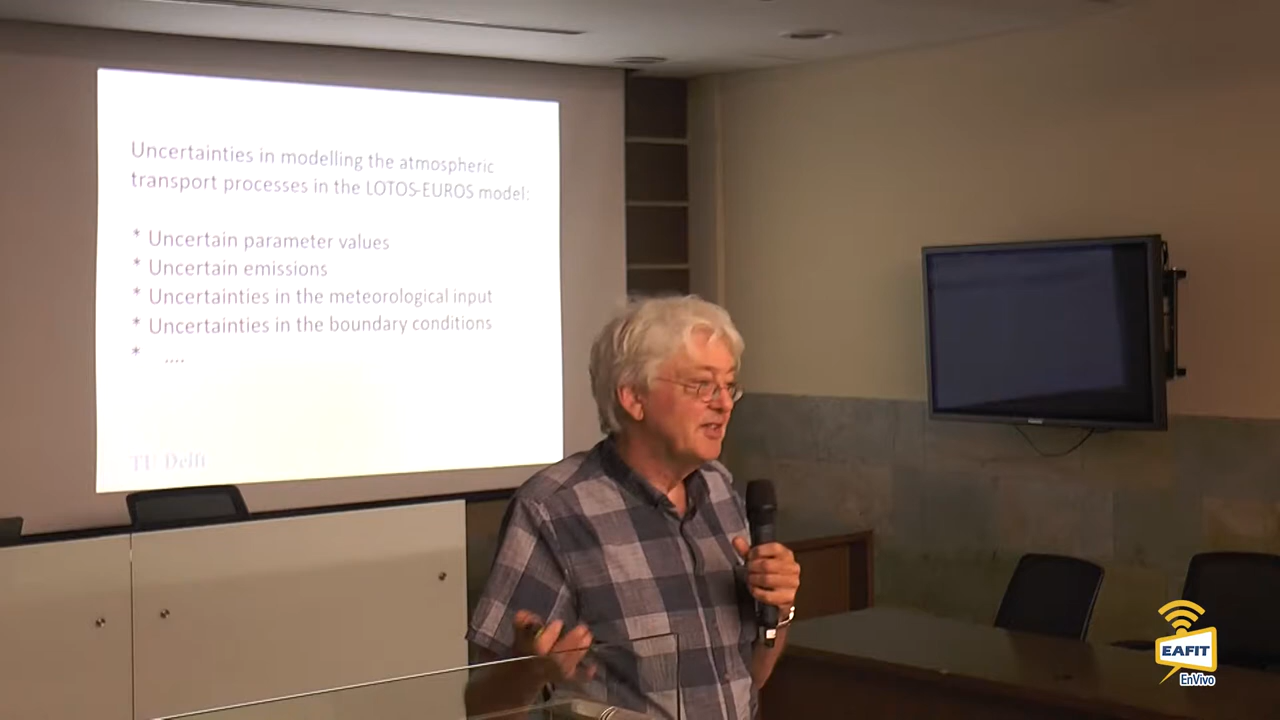 Uncertainties in modelling the atmospheric
transport processes in the LOTOS-EUROS model:
* Uncertain parameter values
* Uncertain emissions
* Uncertainties in the meteorological input
* Uncertainties in the boundary conditions
* ....
TU Delft
EAFIT
EnVivo